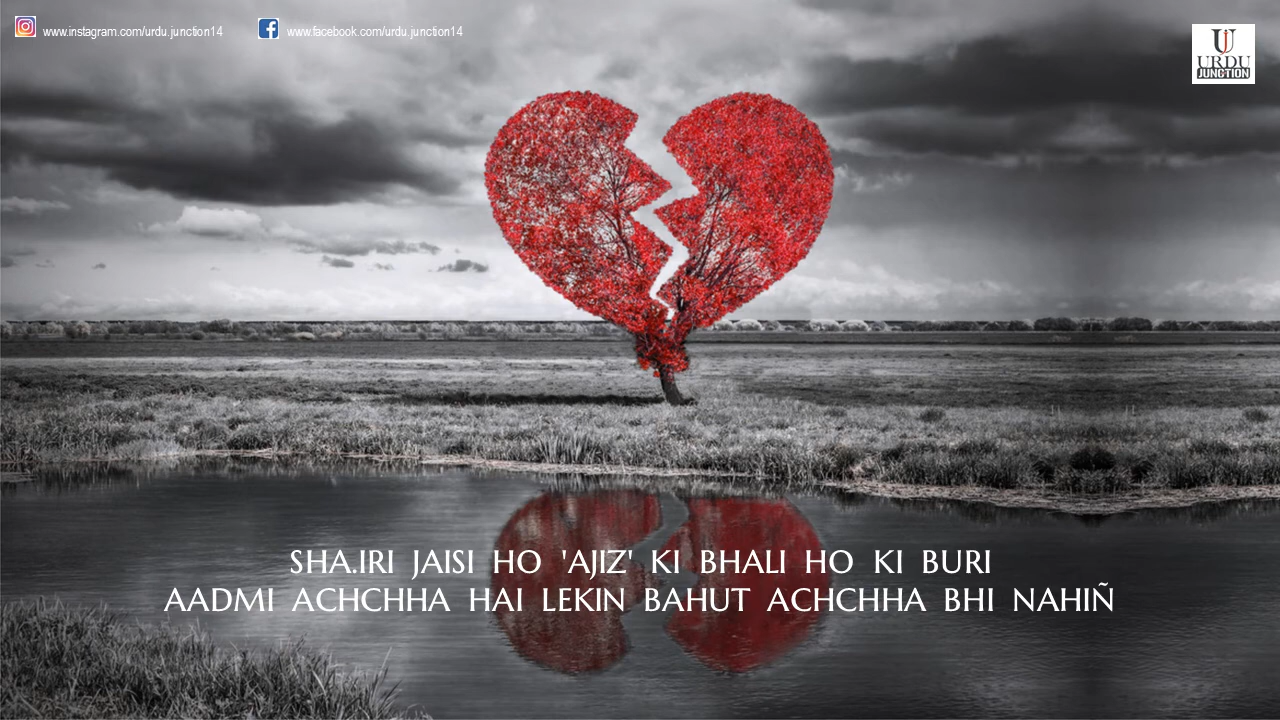 www.instagram.com/urdu.junction14
www.facebook.com/urdu.junction14
UJ
URDU
JUNCTION
SHA.IRI JAISI HO 'AJIZ' KI BHALI HO KI BURI
AADMI ACHCHHA HAI LEKIN BAHUT ACHCHHA BHI NAHIÑ